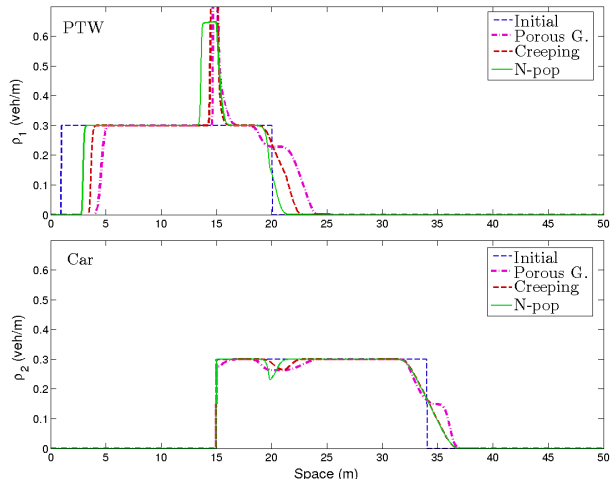 PTW
Initial
Porous G.
Creeping
N-pop
ρ1 (veh/m)
0.6
0.5
0.4
0.3
0.2
0.1
0
0 5 10 15 20 25 30 35 40 45 50
Car
Initial
Porous G.
Creeping
N-pop
ρ2 (veh/m)
0.6
0.5
0.4
0.3
0.2
0.1
0
0 5 10 15 20 25 30 35 40 45 50
Space (m)